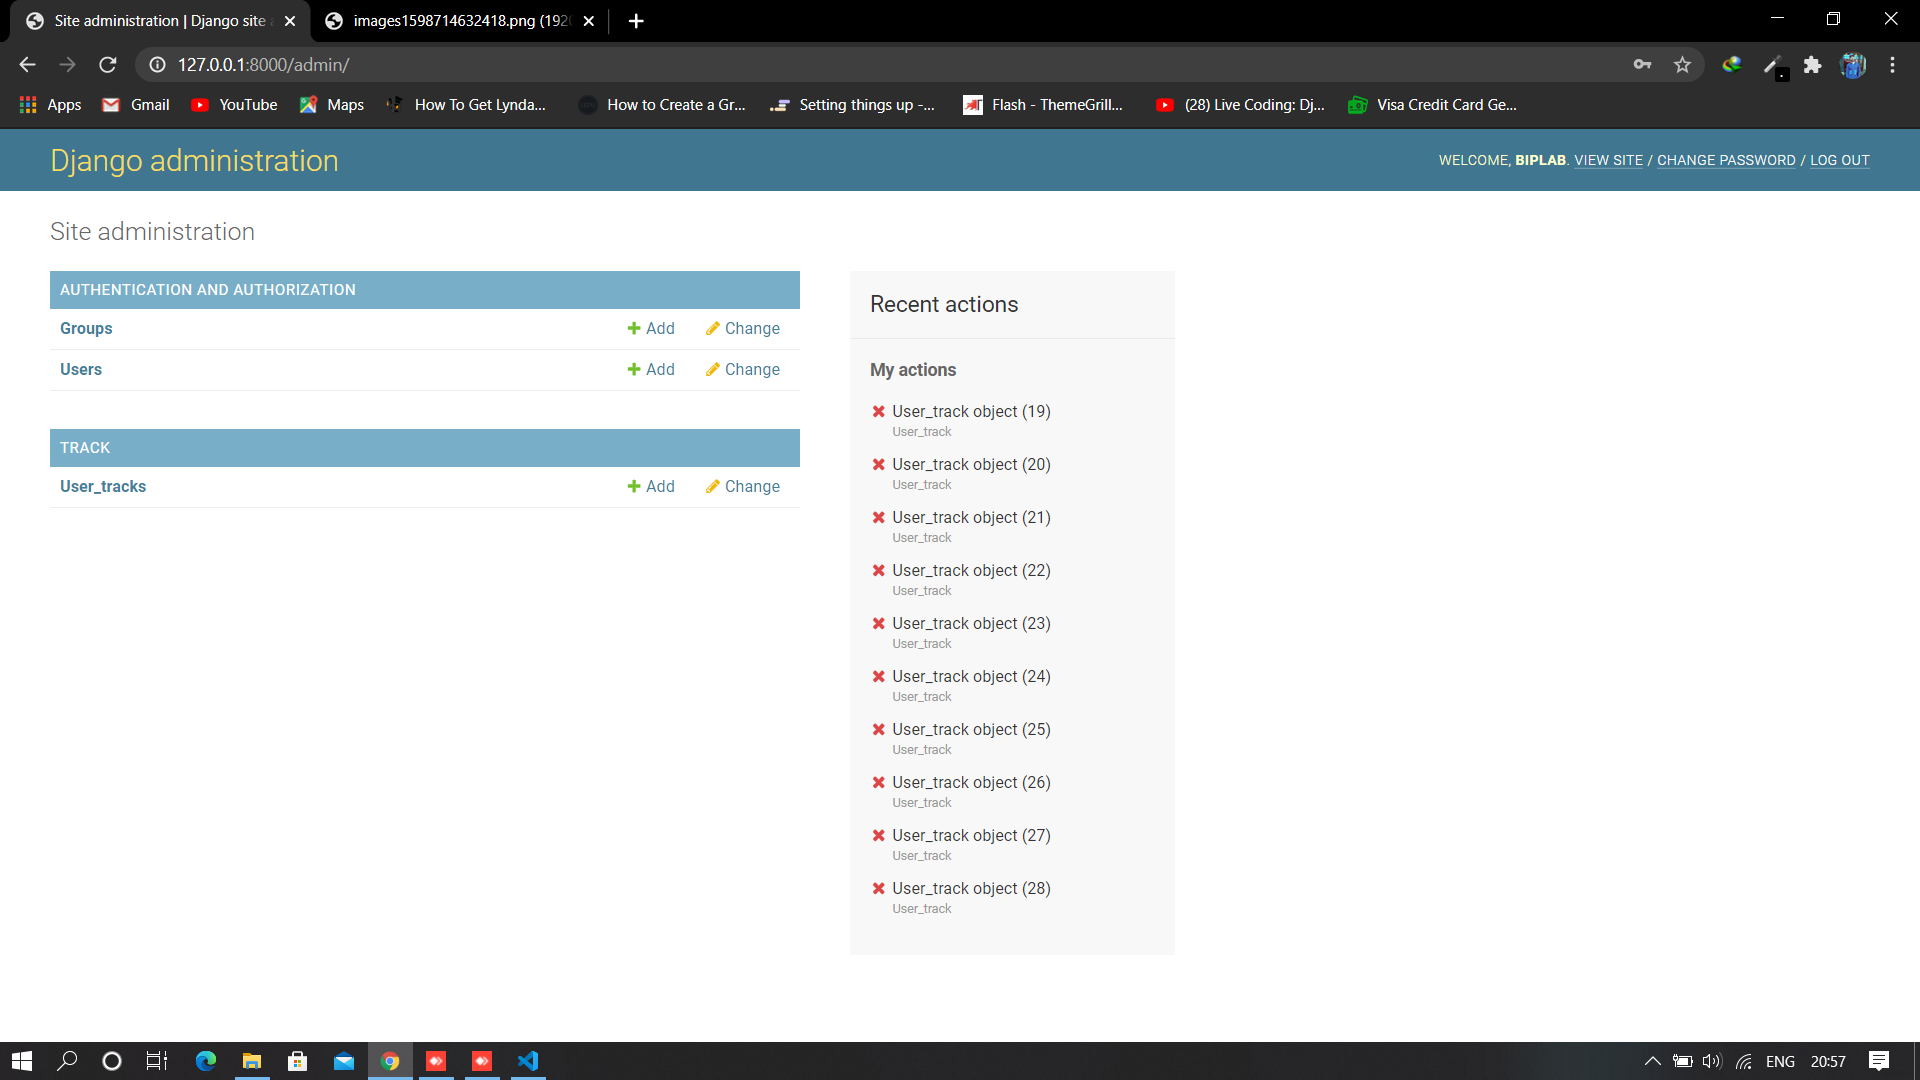 Site administration | Django site a
images1598714632418.png (192
127.0.0.1:8000/admin/
Apps
Gmail
YouTube
Maps
How To Get Lynda...
How to Create a Gr...
Setting things up -...
Flash - ThemeGrill...
(28) Live Coding: Dj...
Visa Credit Card Ge...
Django administration
WELCOME, BIPLAB. VIEW SITE / CHANGE PASSWORD / LOG OUT
Site administration
AUTHENTICATION AND AUTHORIZATION
Groups Add Change
Users Add Change
TRACK
User_tracks Add Change
Recent actions
My actions
User_track object (19)
User_track
User_track object (20)
User_track
User_track object (21)
User_track
User_track object (22)
User_track
User_track object (23)
User_track
User_track object (24)
User_track
User_track object (25)
User_track
User_track object (26)
User_track
User_track object (27)
User_track
User_track object (28)
User_track
ENG
20:57